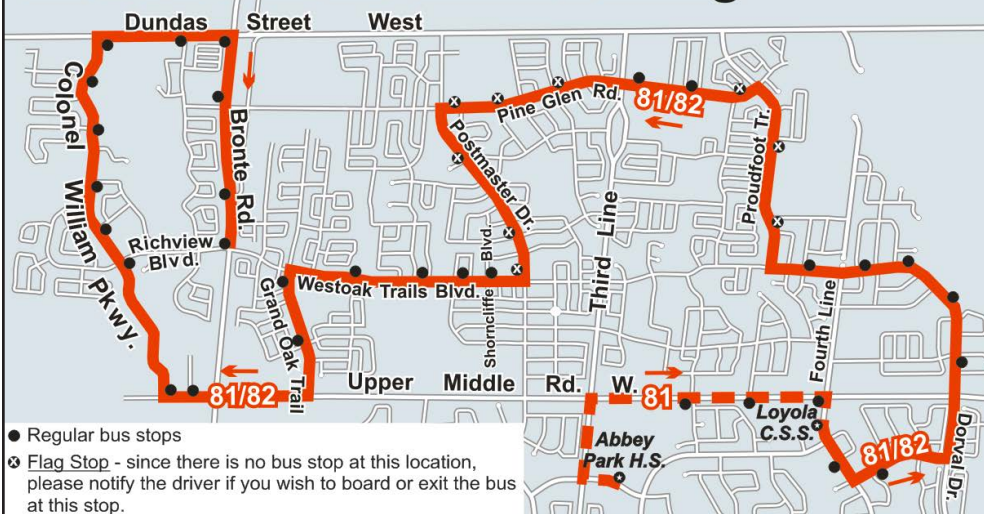 Dundas Street West
Colonel William Pkwy.
Bronte Rd.
Richview
Blvd.
Grand Oak Trail
Westoak Trails Blvd.
Postmaster Dr.
Pine Glen Rd.
81/82
Proudfoot Tr.
Third Line
Shorncliffe Blvd.
Fourth Line
81/82
Upper Middle Rd. W.
81
Loyola
C.S.S.
Abbey
Park H.S.
81/82
Dorval Dr.
Regular bus stops
Flag Stop - since there is no bus stop at this location,
please notify the driver if you wish to board or exit the bus
at this stop.